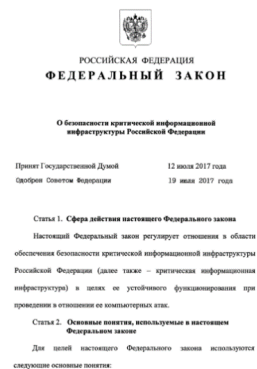 РОССИЙСКАЯ ФЕДЕРАЦИЯ
ФЕДЕРАЛЬНЫЙ ЗАКОН
О безопасности критической информационной
инфраструктуры Российской Федерации
Принят Государственной Думой 12 июля 2017 года
Одобрен Советом Федерации 19 июля 2017 года
Статья 1. Сфера действия настоящего Федерального закона
Настоящий Федеральный закон регулирует отношения в области
обеспечения безопасности критической информационной инфраструктуры
Российской Федерации (далее также – критическая информационная
инфраструктура) в целях ее устойчивого функционирования при
проведении в отношении ее компьютерных атак.
Статья 2. Основные понятия, используемые в настоящем
Федеральном законе
Для целей настоящего Федерального закона используются
следующие основные понятия: